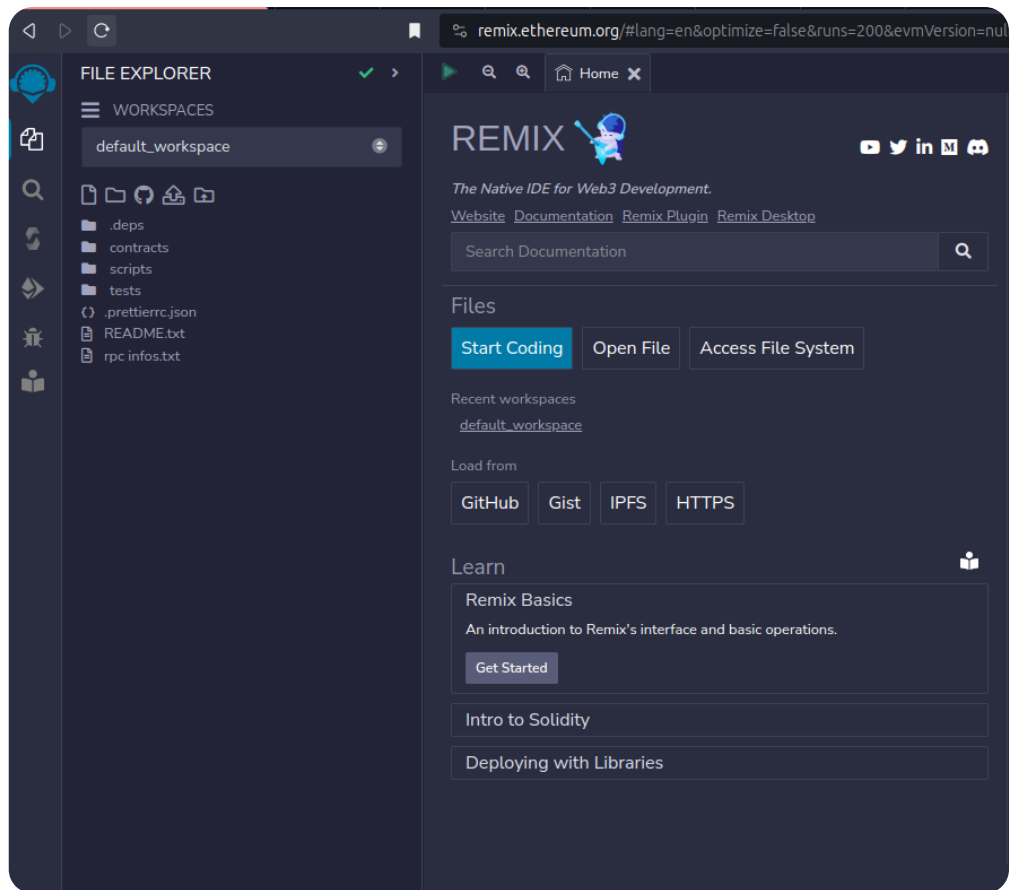 remix.ethereum.org/#lang=en&optimize=false&runs=200&evmVersion=nul
FILE EXPLORER
WORKSPACES
default_workspace
.deps
contracts
scripts
tests
.prettierrc.json
README.txt
rpc infos.txt
Home
REMIX
The Native IDE for Web3 Development.
Website Documentation Remix Plugin Remix Desktop
Search Documentation
Files
Start Coding Open File Access File System
Recent workspaces
default_workspace
Load from
GitHub Gist IPFS HTTPS
Learn
Remix Basics
An introduction to Remix's interface and basic operations.
Get Started
Intro to Solidity
Deploying with Libraries